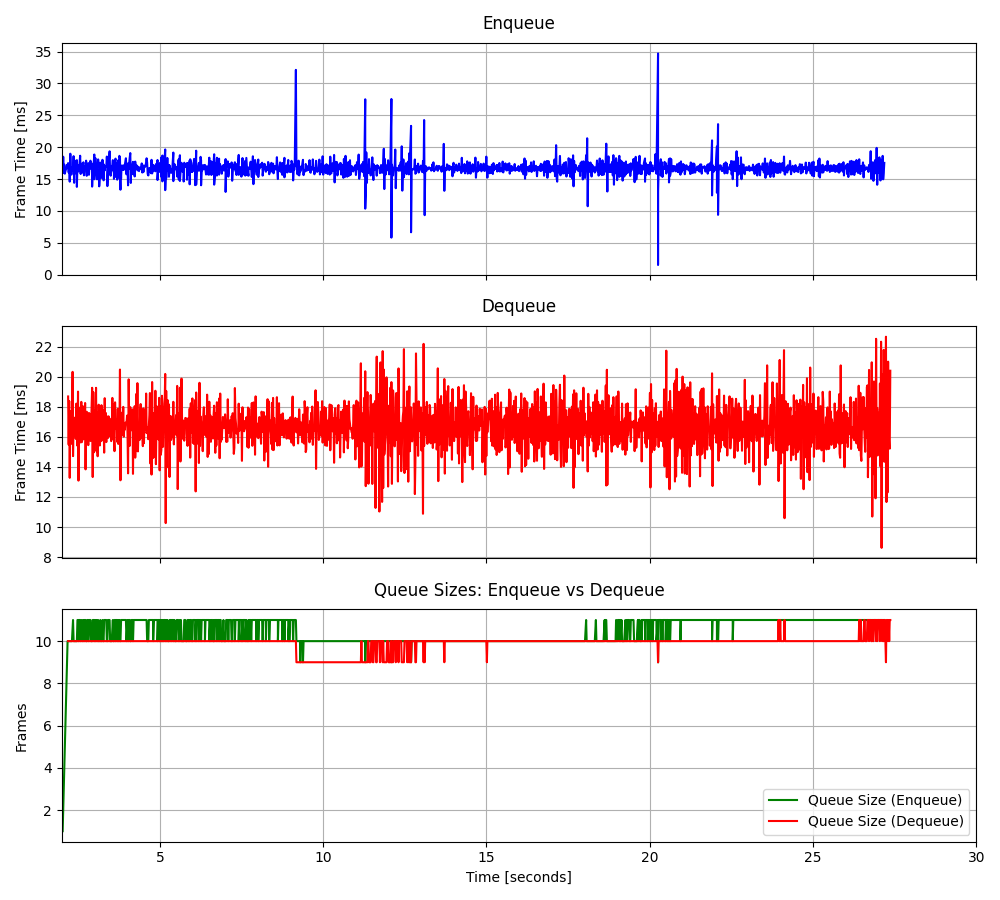 Enqueue
35
30
25
20
15
10
5
0
Frame Time [ms]
Dequeue
22
20
18
16
14
12
10
8
Frame Time [ms]
Queue Sizes: Enqueue vs Dequeue
10
8
6
4
2
Frames
Queue Size (Enqueue)
Queue Size (Dequeue)
5 10 15 20 25 30
Time [seconds]